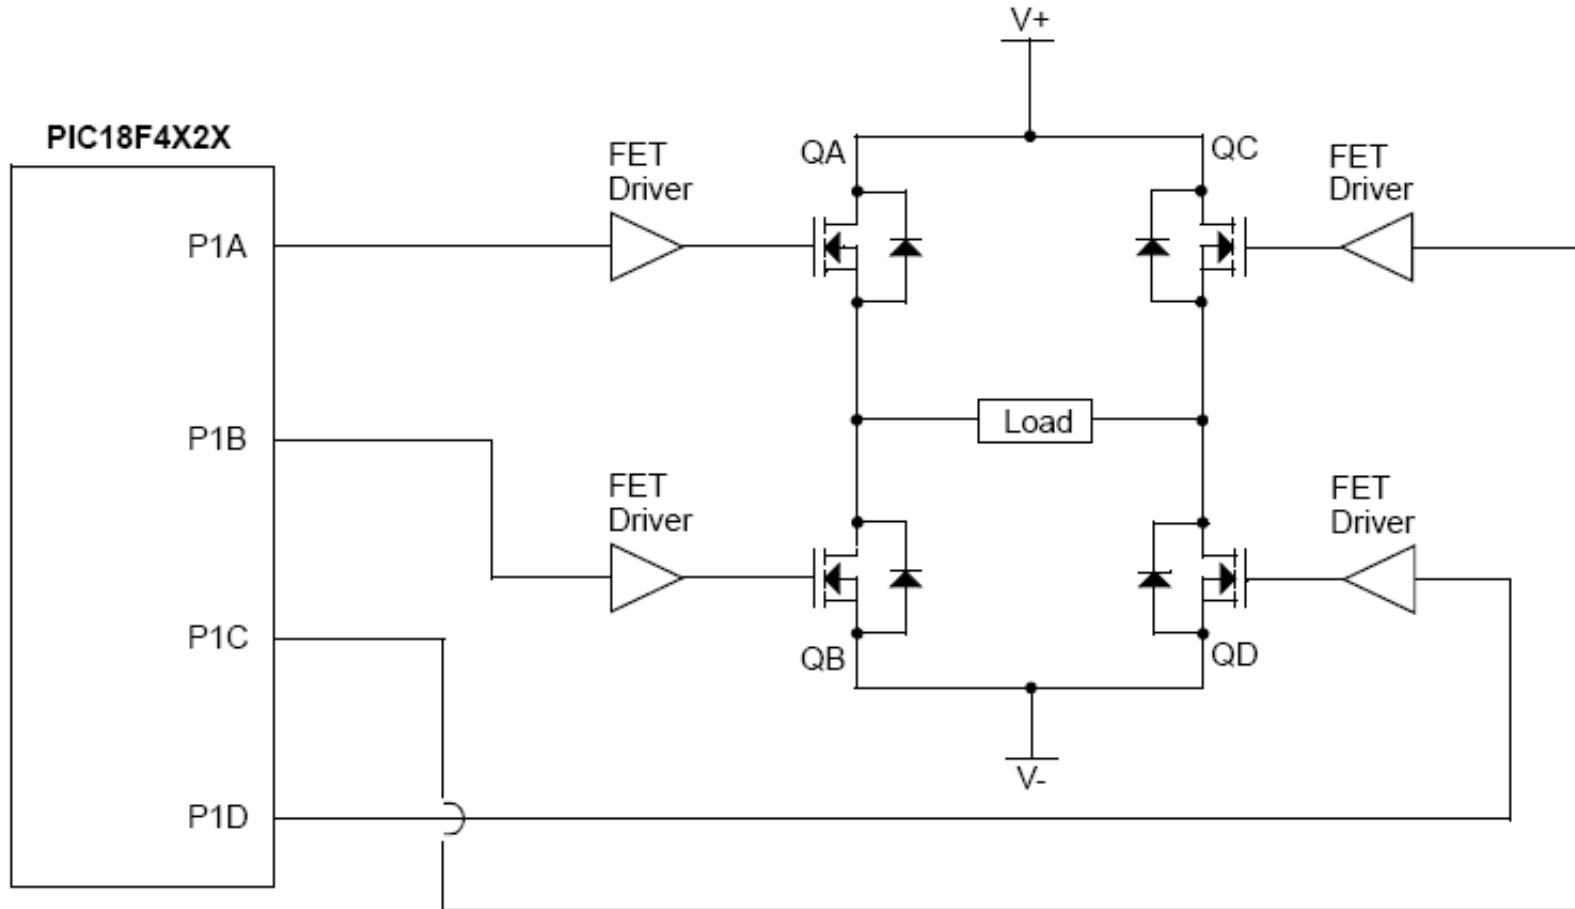 V+
PIC18F4X2X
FET
Driver
QA
QC
FET
Driver
P1A
Load
P1B
FET
Driver
FET
Driver
P1C
QB
QD
V-
P1D